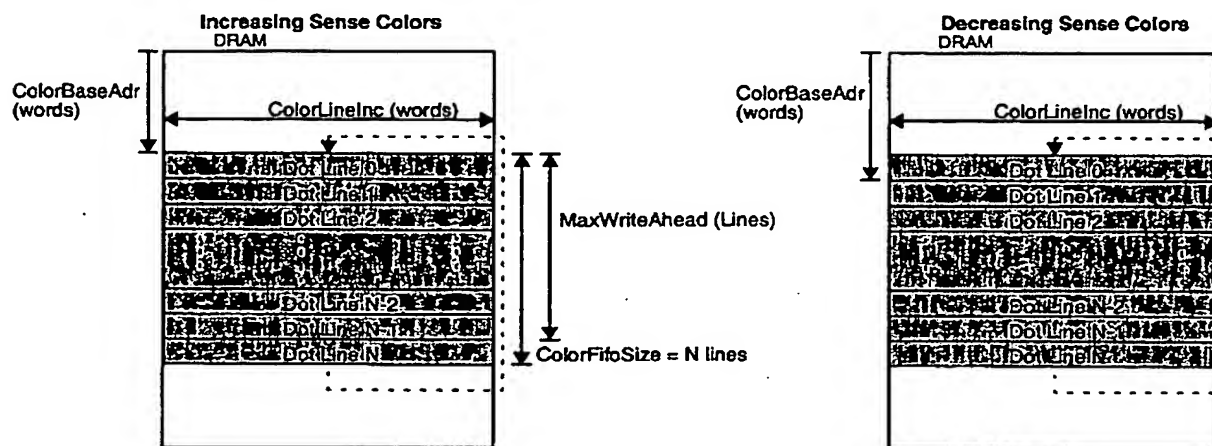 Increasing Sense Colors
DRAM
ColorBaseAdr
(words)
ColorLineInc (words)
Dot Line 0
Dot Line 1
Dot Line 2
MaxWriteAhead (Lines)
Dot Line N-2
Dot Line N-1
Dot Line N
ColorFifoSize = N lines
Decreasing Sense Colors
DRAM
ColorBaseAdr
(words)
ColorLineInc (words)
Dot Line 0
Dot Line 1
Dot Line 2
Dot Line N-2
Dot Line N-1
Dot Line N